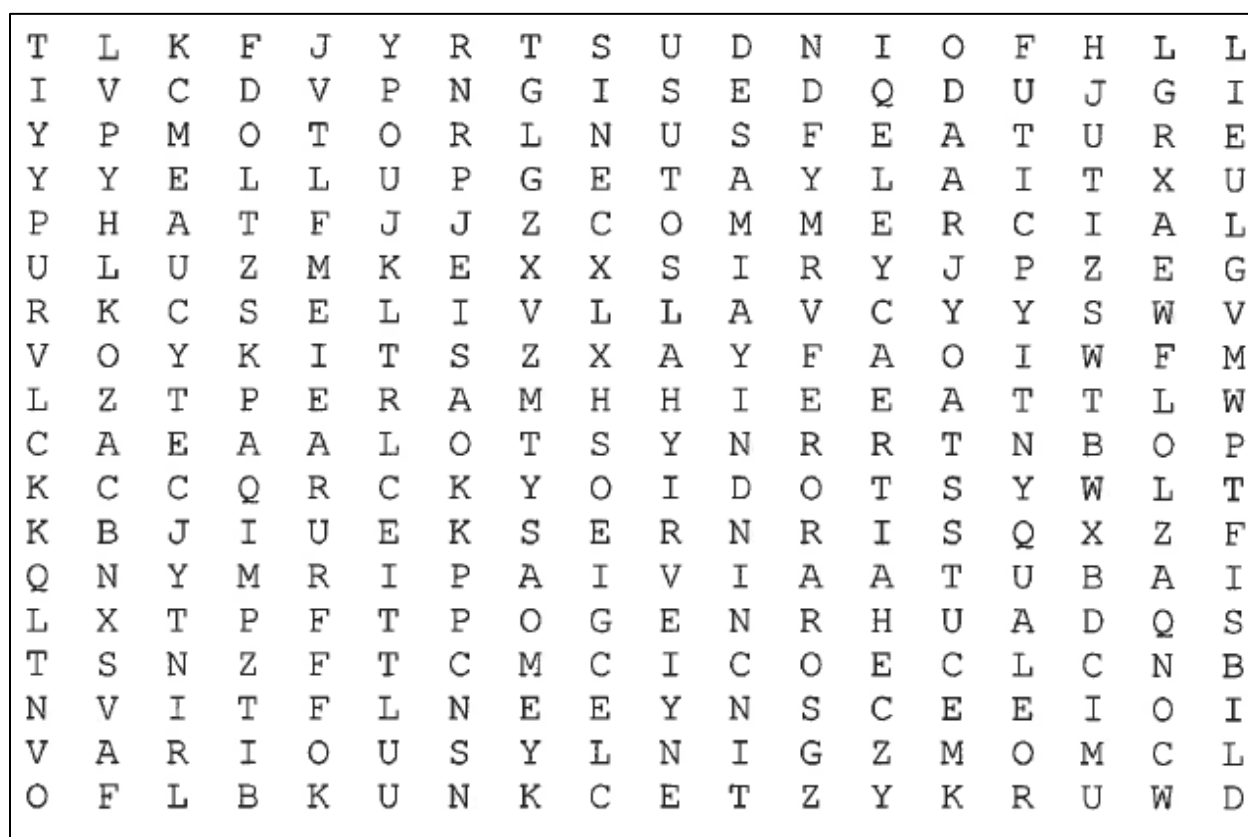 T L K F J Y R T S U D N I O F H L L
I V C D V P N G I S E D Q D U J G I
Y P M O T O R L N U S F E A T U R E
Y Y E L L U P G E T A Y L A I T X U
P H A T F J J Z C O M M E R C I A L
U L U Z M K E X X S I R Y J P Z E G
R K C S E L I V L L A V C Y Y S W V
V O Y K I T S Z X A Y F A O I W F M
L Z T P E R A M H H I E E A T T L W
C A E A A L O T S Y N R R T N B O P
K C C Q R C K Y O I D O T S Y W L T
K B J I U E K S E R N R I S Q X Z F
Q N Y M R I P A I V I A A T U B A I
L X T P F T P O G E N R H U A D Q S
T S N Z F T C M C I C O E C L C N B
N V I T F L N E E Y N S C E E I O I
V A R I O U S Y L N I G Z M O M C L
O F L B K U N K C E T Z Y K R U W D